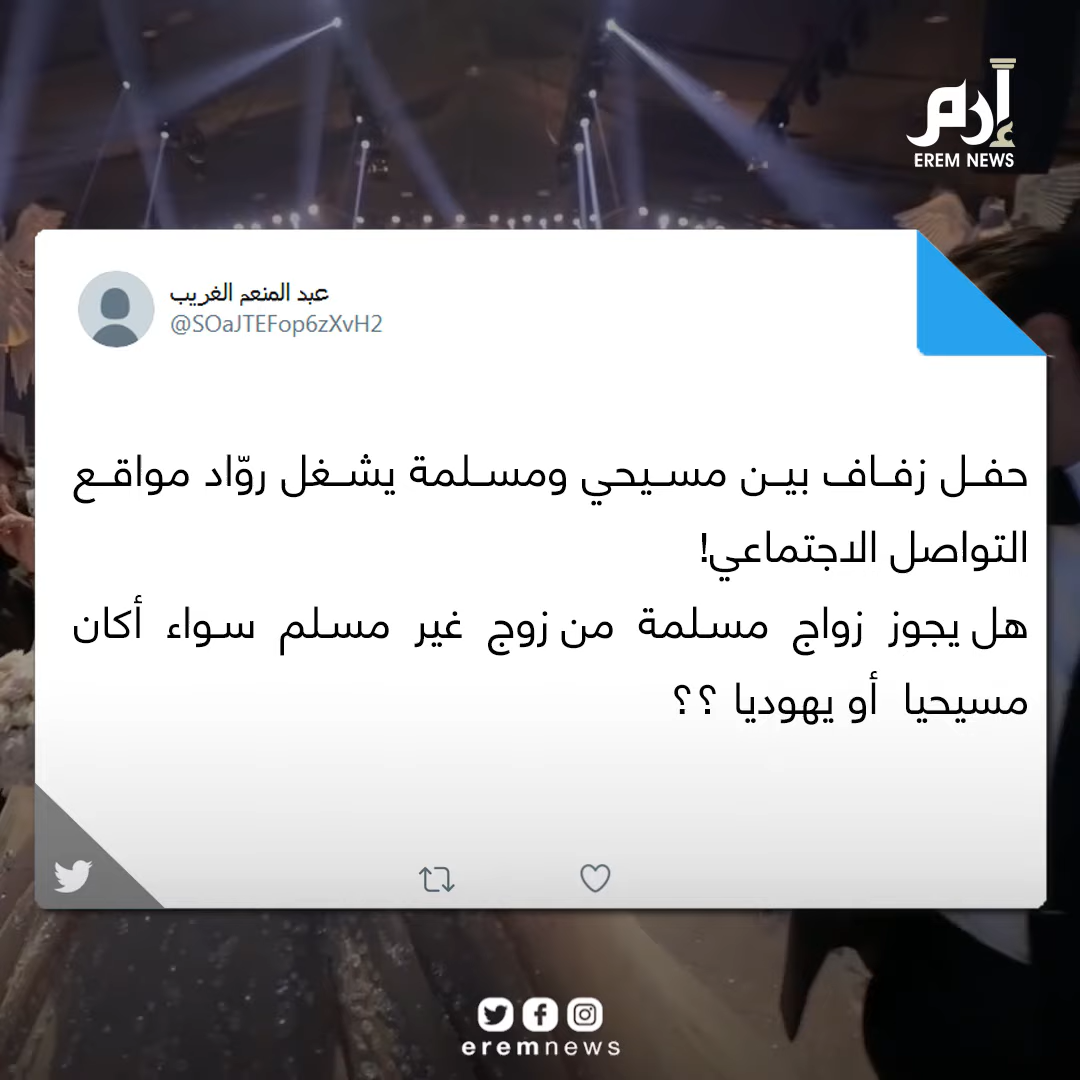 إرم
EREM NEWS
عبد المنعم الغريب
@SOaJTEFop6zXvH2
حفل زفاف بين مسيحي ومسلمة يشغل روّاد مواقع
التواصل الاجتماعي!
هل يجوز زواج مسلمة من زوج غير مسلم سواء أكان
مسيحيا أو يهوديا ؟؟
eremnews